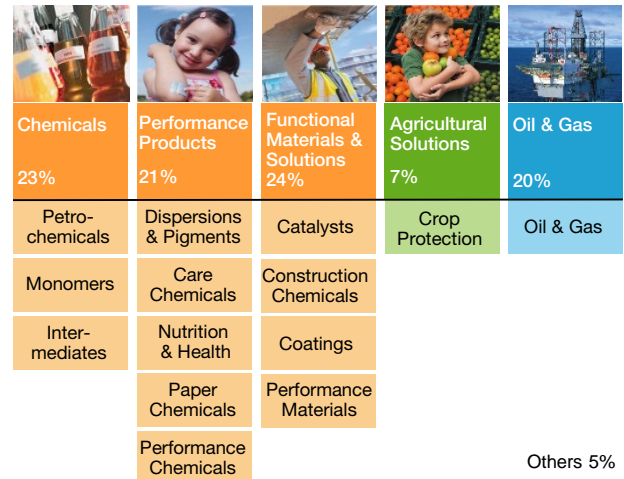 Chemicals
23%
Performance
Products
21%
Functional
Materials &
Solutions
24%
Agricultural
Solutions
7%
Oil & Gas
20%
Petro-
chemicals
Monomers
Inter-
mediates
Dispersions
& Pigments
Care
Chemicals
Nutrition
& Health
Paper
Chemicals
Performance
Chemicals
Catalysts
Construction
Chemicals
Coatings
Performance
Materials
Crop
Protection
Oil & Gas
Others 5%